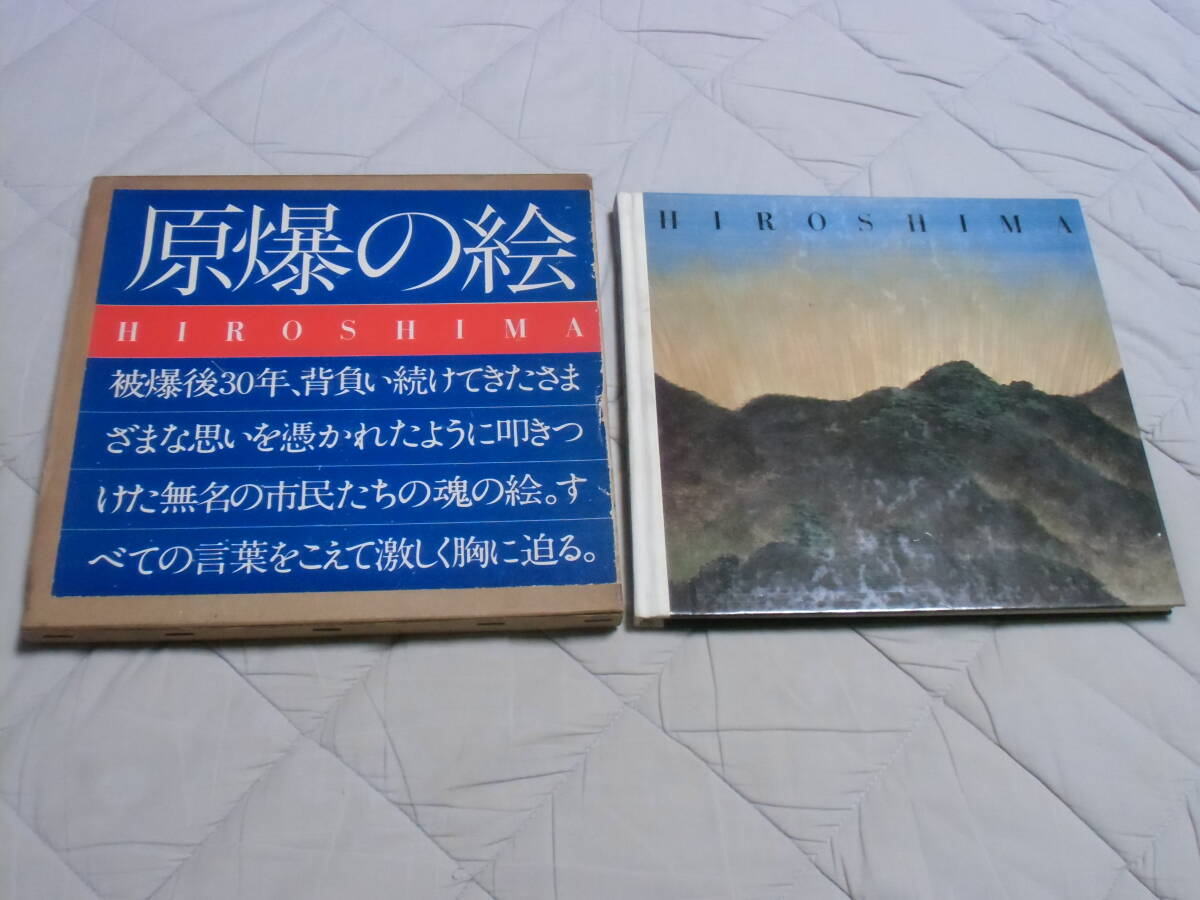 原爆の絵
HIROSHIMA
被爆後30年、背負い続けてきたさま
ざまな思いを憑かれたように叩きつ
けた無名の市民たちの魂の絵。す
べての言葉をこえて激しく胸に迫る。
HIROSHIMA